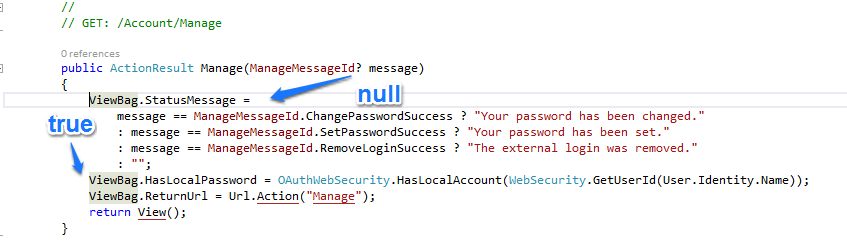 //
// GET: /Account/Manage
0 references
public ActionResult Manage(ManageMessageId? message)
{
ViewBag.StatusMessage =
null
message == ManageMessageId.ChangePasswordSuccess ? "Your password has been changed."
true
: message == ManageMessageId.SetPasswordSuccess ? "Your password has been set."
: message == ManageMessageId.RemoveLoginSuccess ? "The external login was removed."
: "";
ViewBag.HasLocalPassword = OAuthWebSecurity.HasLocalAccount(WebSecurity.GetUserId(User.Identity.Name));
ViewBag.ReturnUrl = Url.Action("Manage");
return View();
}